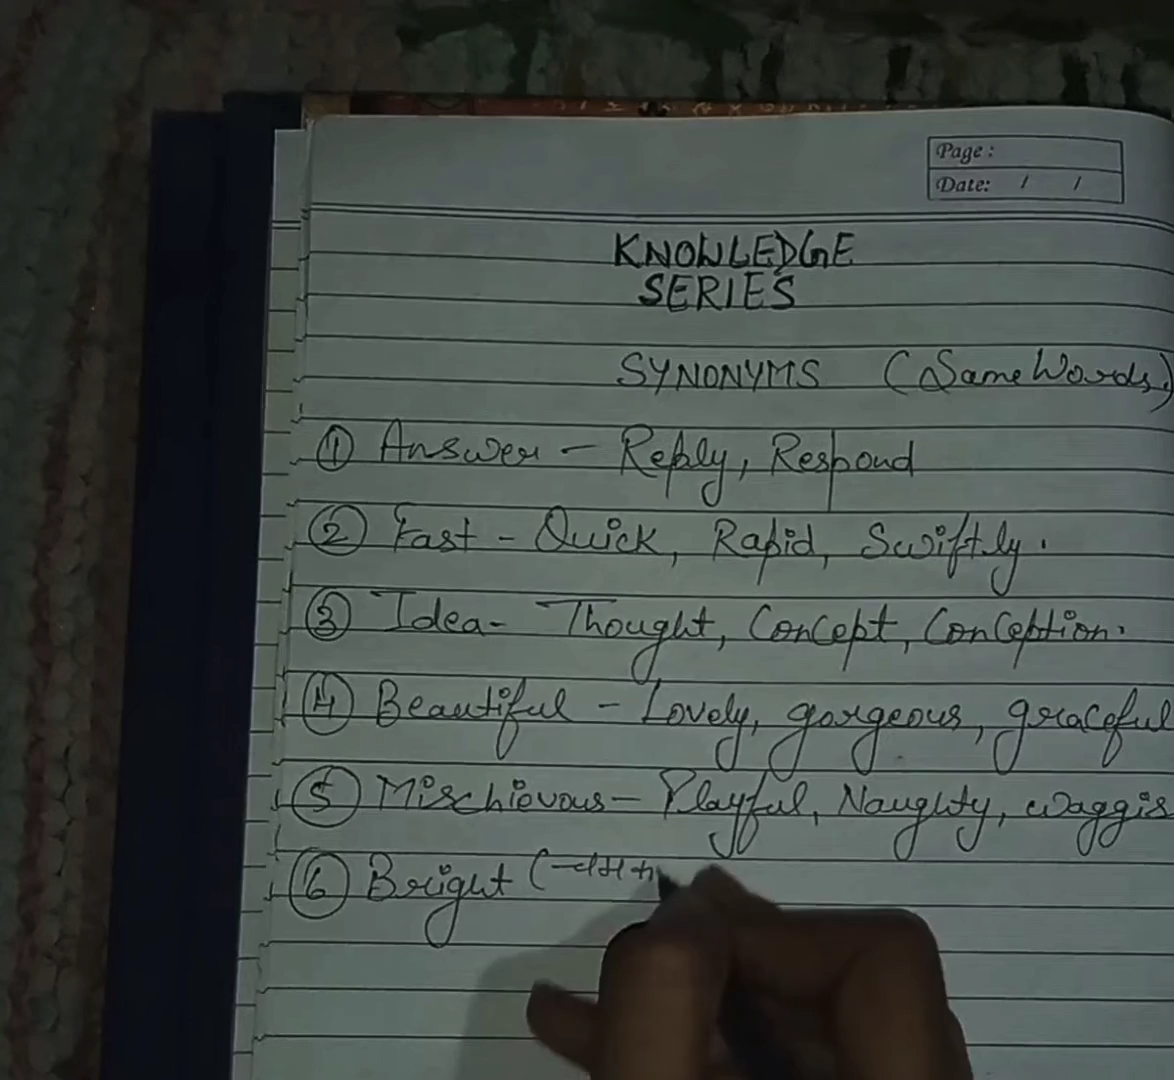 Page :
Date: / /
KNOWLEDGE
SERIES
SYNONYMS (Same Words)
① Answer - Reply, Respond
② Fast - Quick, Rapid, Swiftly.
③ Idea - Thought, Concept, Conception.
④ Beautiful - Lovely, gorgeous, graceful
⑤ Mischievous - Playful, Naughty, waggis
⑥ Bright (